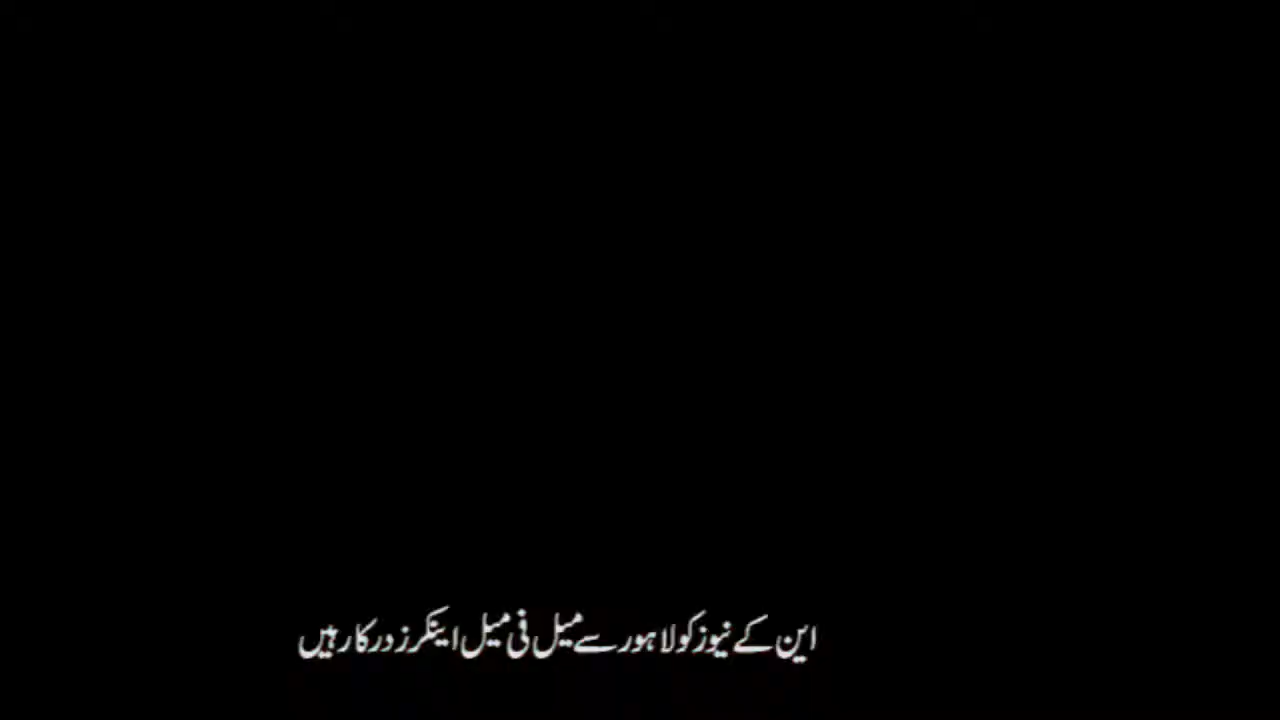 این کے نیوز کو لاہور سے میل فی میل اینکرز درکار ہیں